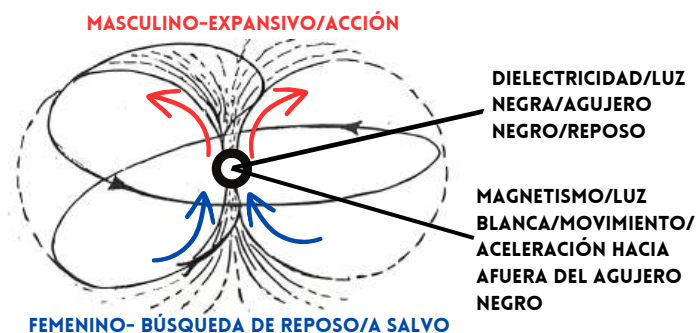 MASCULINO-EXPANSIVO/ACCIÓN
DIELECTRICIDAD/LUZ
NEGRA/AGUJERO
NEGRO/REPOSO
MAGNETISMO/LUZ
BLANCA/MOVIMIENTO/
ACELERACIÓN HACIA
AFUERA DEL AGUJERO
NEGRO
FEMENINO- BÚSQUEDA DE REPOSO/A SALVO